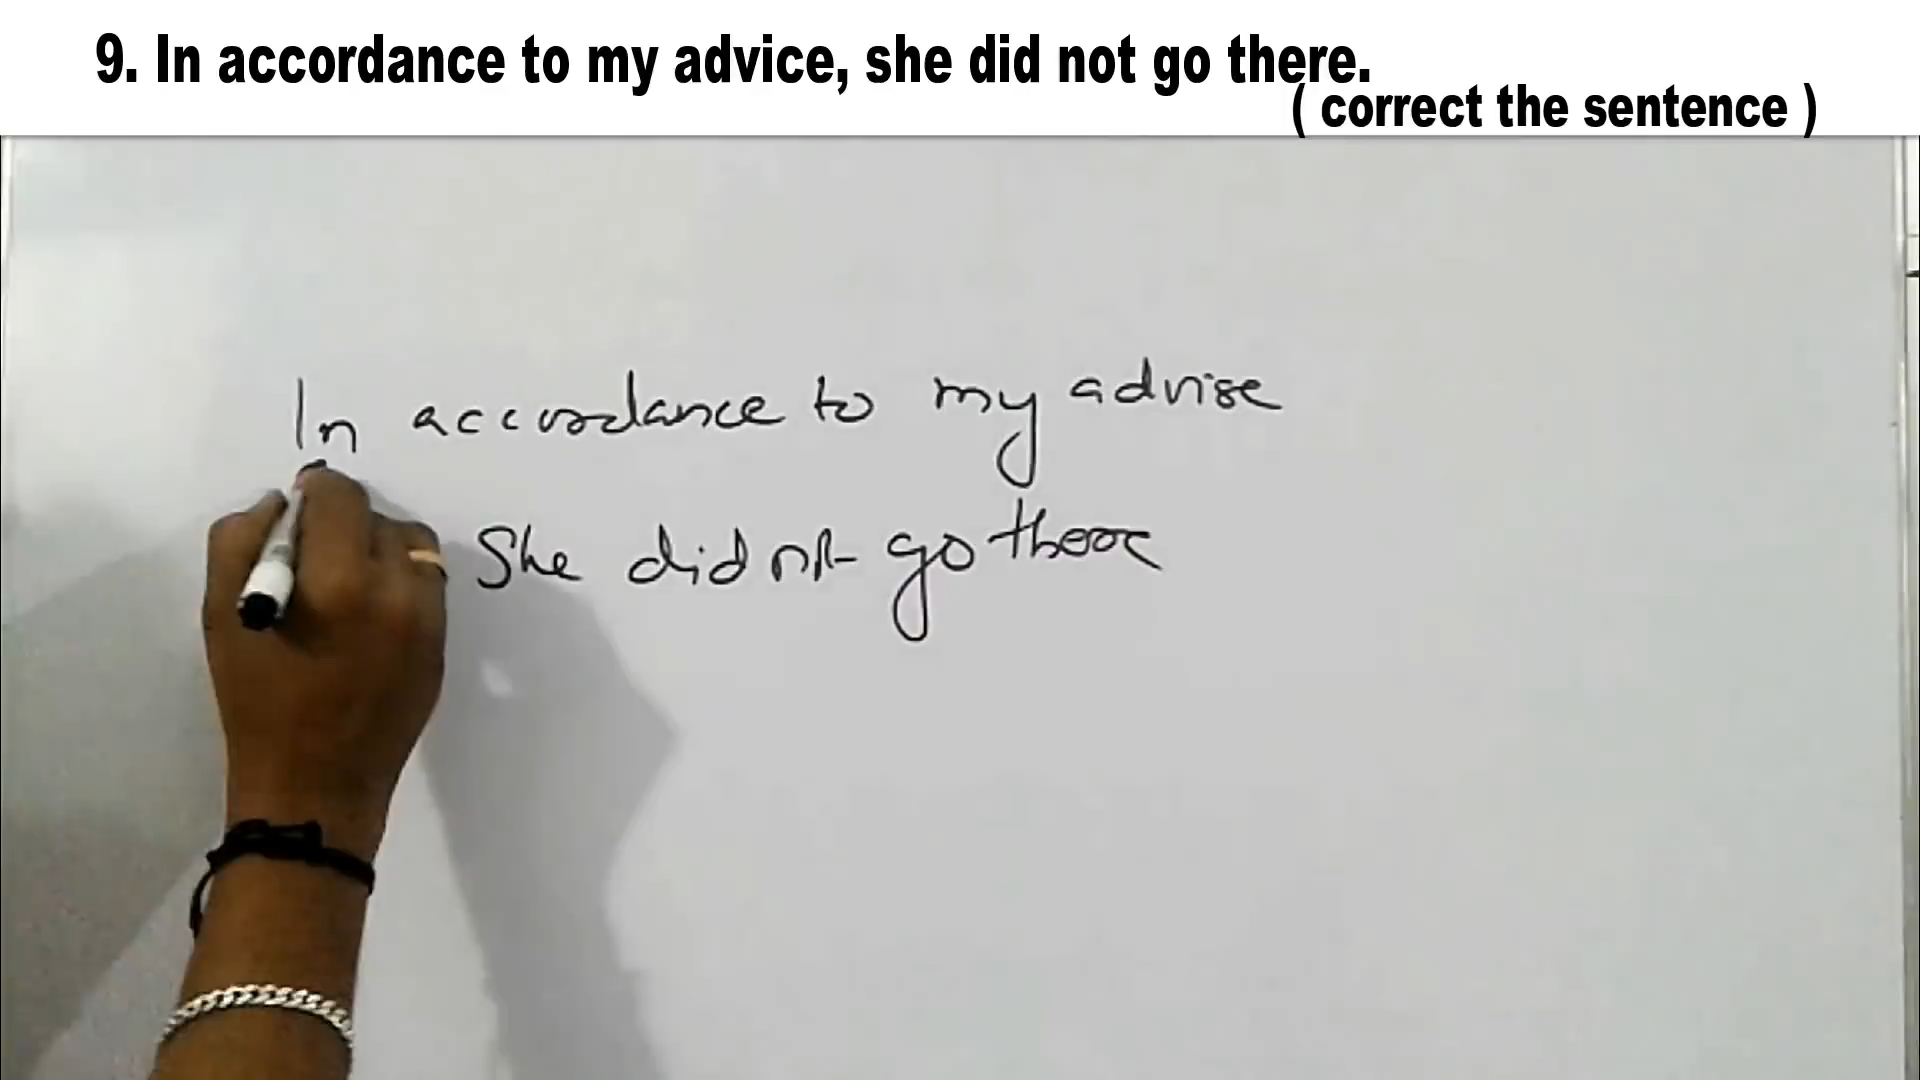 9. In accordance to my advice, she did not go there.
( correct the sentence )
In accordance to my advise
She did not go there